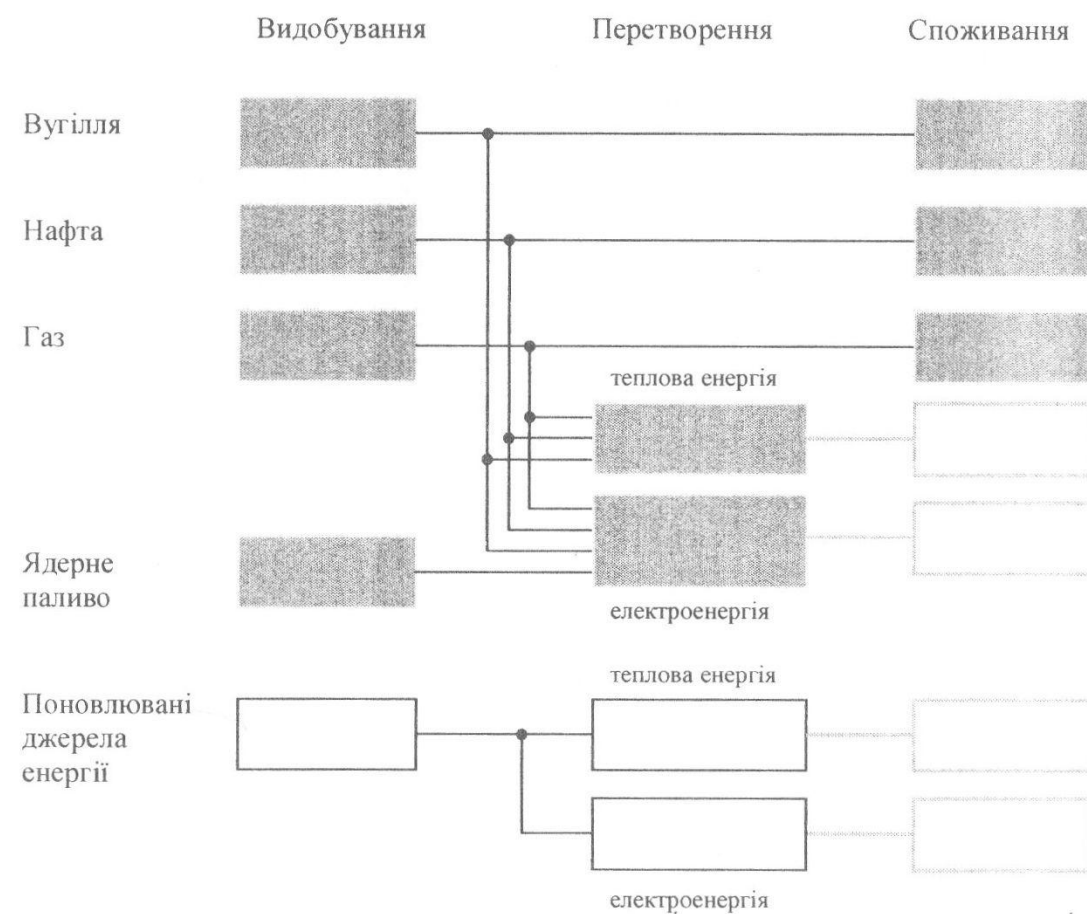 Видобування Перетворення Споживання
Вугілля
Нафта
Газ
теплова енергія
Ядерне
паливо
електроенергія
теплова енергія
Поновлювані
джерела
енергії
електроенергія